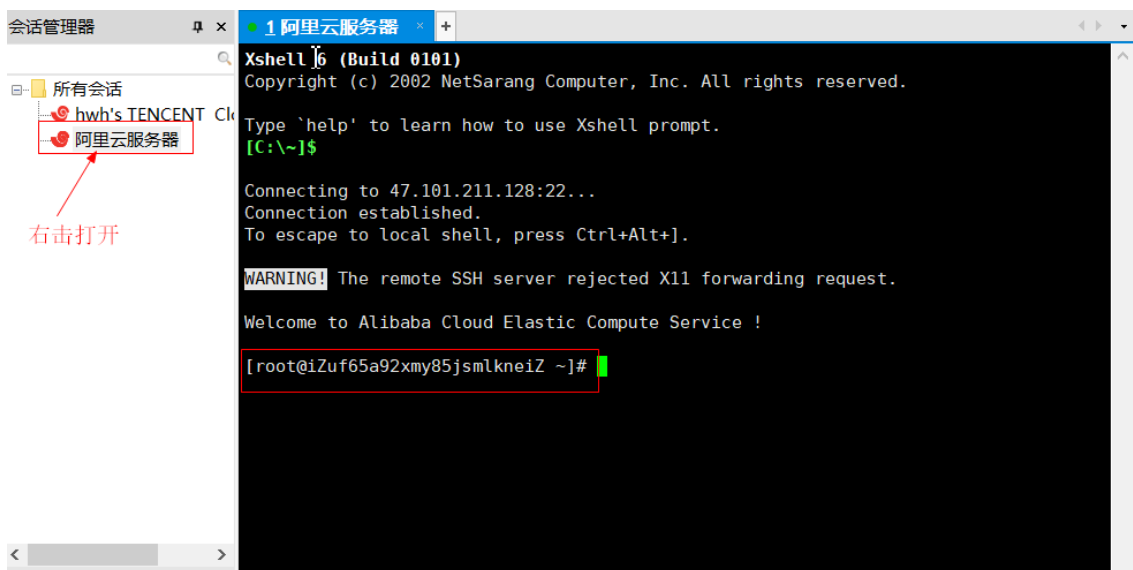 会话管理器
1 阿里云服务器
+
所有会话
hwh's TENCENT Clo
阿里云服务器
右击打开
Xshell 6 (Build 0101)
Copyright (c) 2002 NetSarang Computer, Inc. All rights reserved.
Type `help' to learn how to use Xshell prompt.
[C:\~]$
Connecting to 47.101.211.128:22...
Connection established.
To escape to local shell, press Ctrl+Alt+].
WARNING! The remote SSH server rejected X11 forwarding request.
Welcome to Alibaba Cloud Elastic Compute Service !
[root@iZuf65a92xmy85jsmlkneiZ ~]#